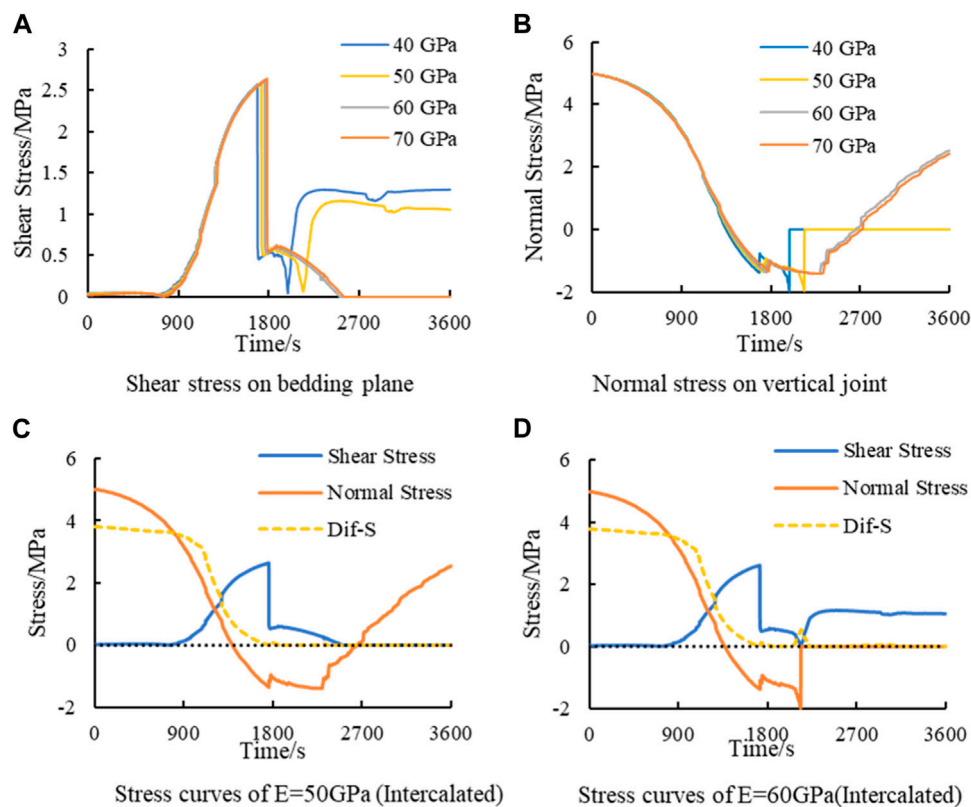 A
Shear Stress/MPa
3
2.5
2
1.5
1
0.5
0
40 GPa
50 GPa
60 GPa
70 GPa
0 900 1800 2700 3600
Time/s
Shear stress on bedding plane
B
Normal Stress/MPa
6
4
2
0
-2
40 GPa
50 GPa
60 GPa
70 GPa
0 900 1800 2700 3600
Time/s
Normal stress on vertical joint
C
Stress/MPa
6
4
2
0
-2
Shear Stress
Normal Stress
Dif-S
0 900 1800 2700 3600
Time/s
Stress curves of E=50GPa (Intercalated)
D
Stress/MPa
6
4
2
0
-2
Shear Stress
Normal Stress
Dif-S
0 900 1800 2700 3600
Time/s
Stress curves of E=60GPa (Intercalated)